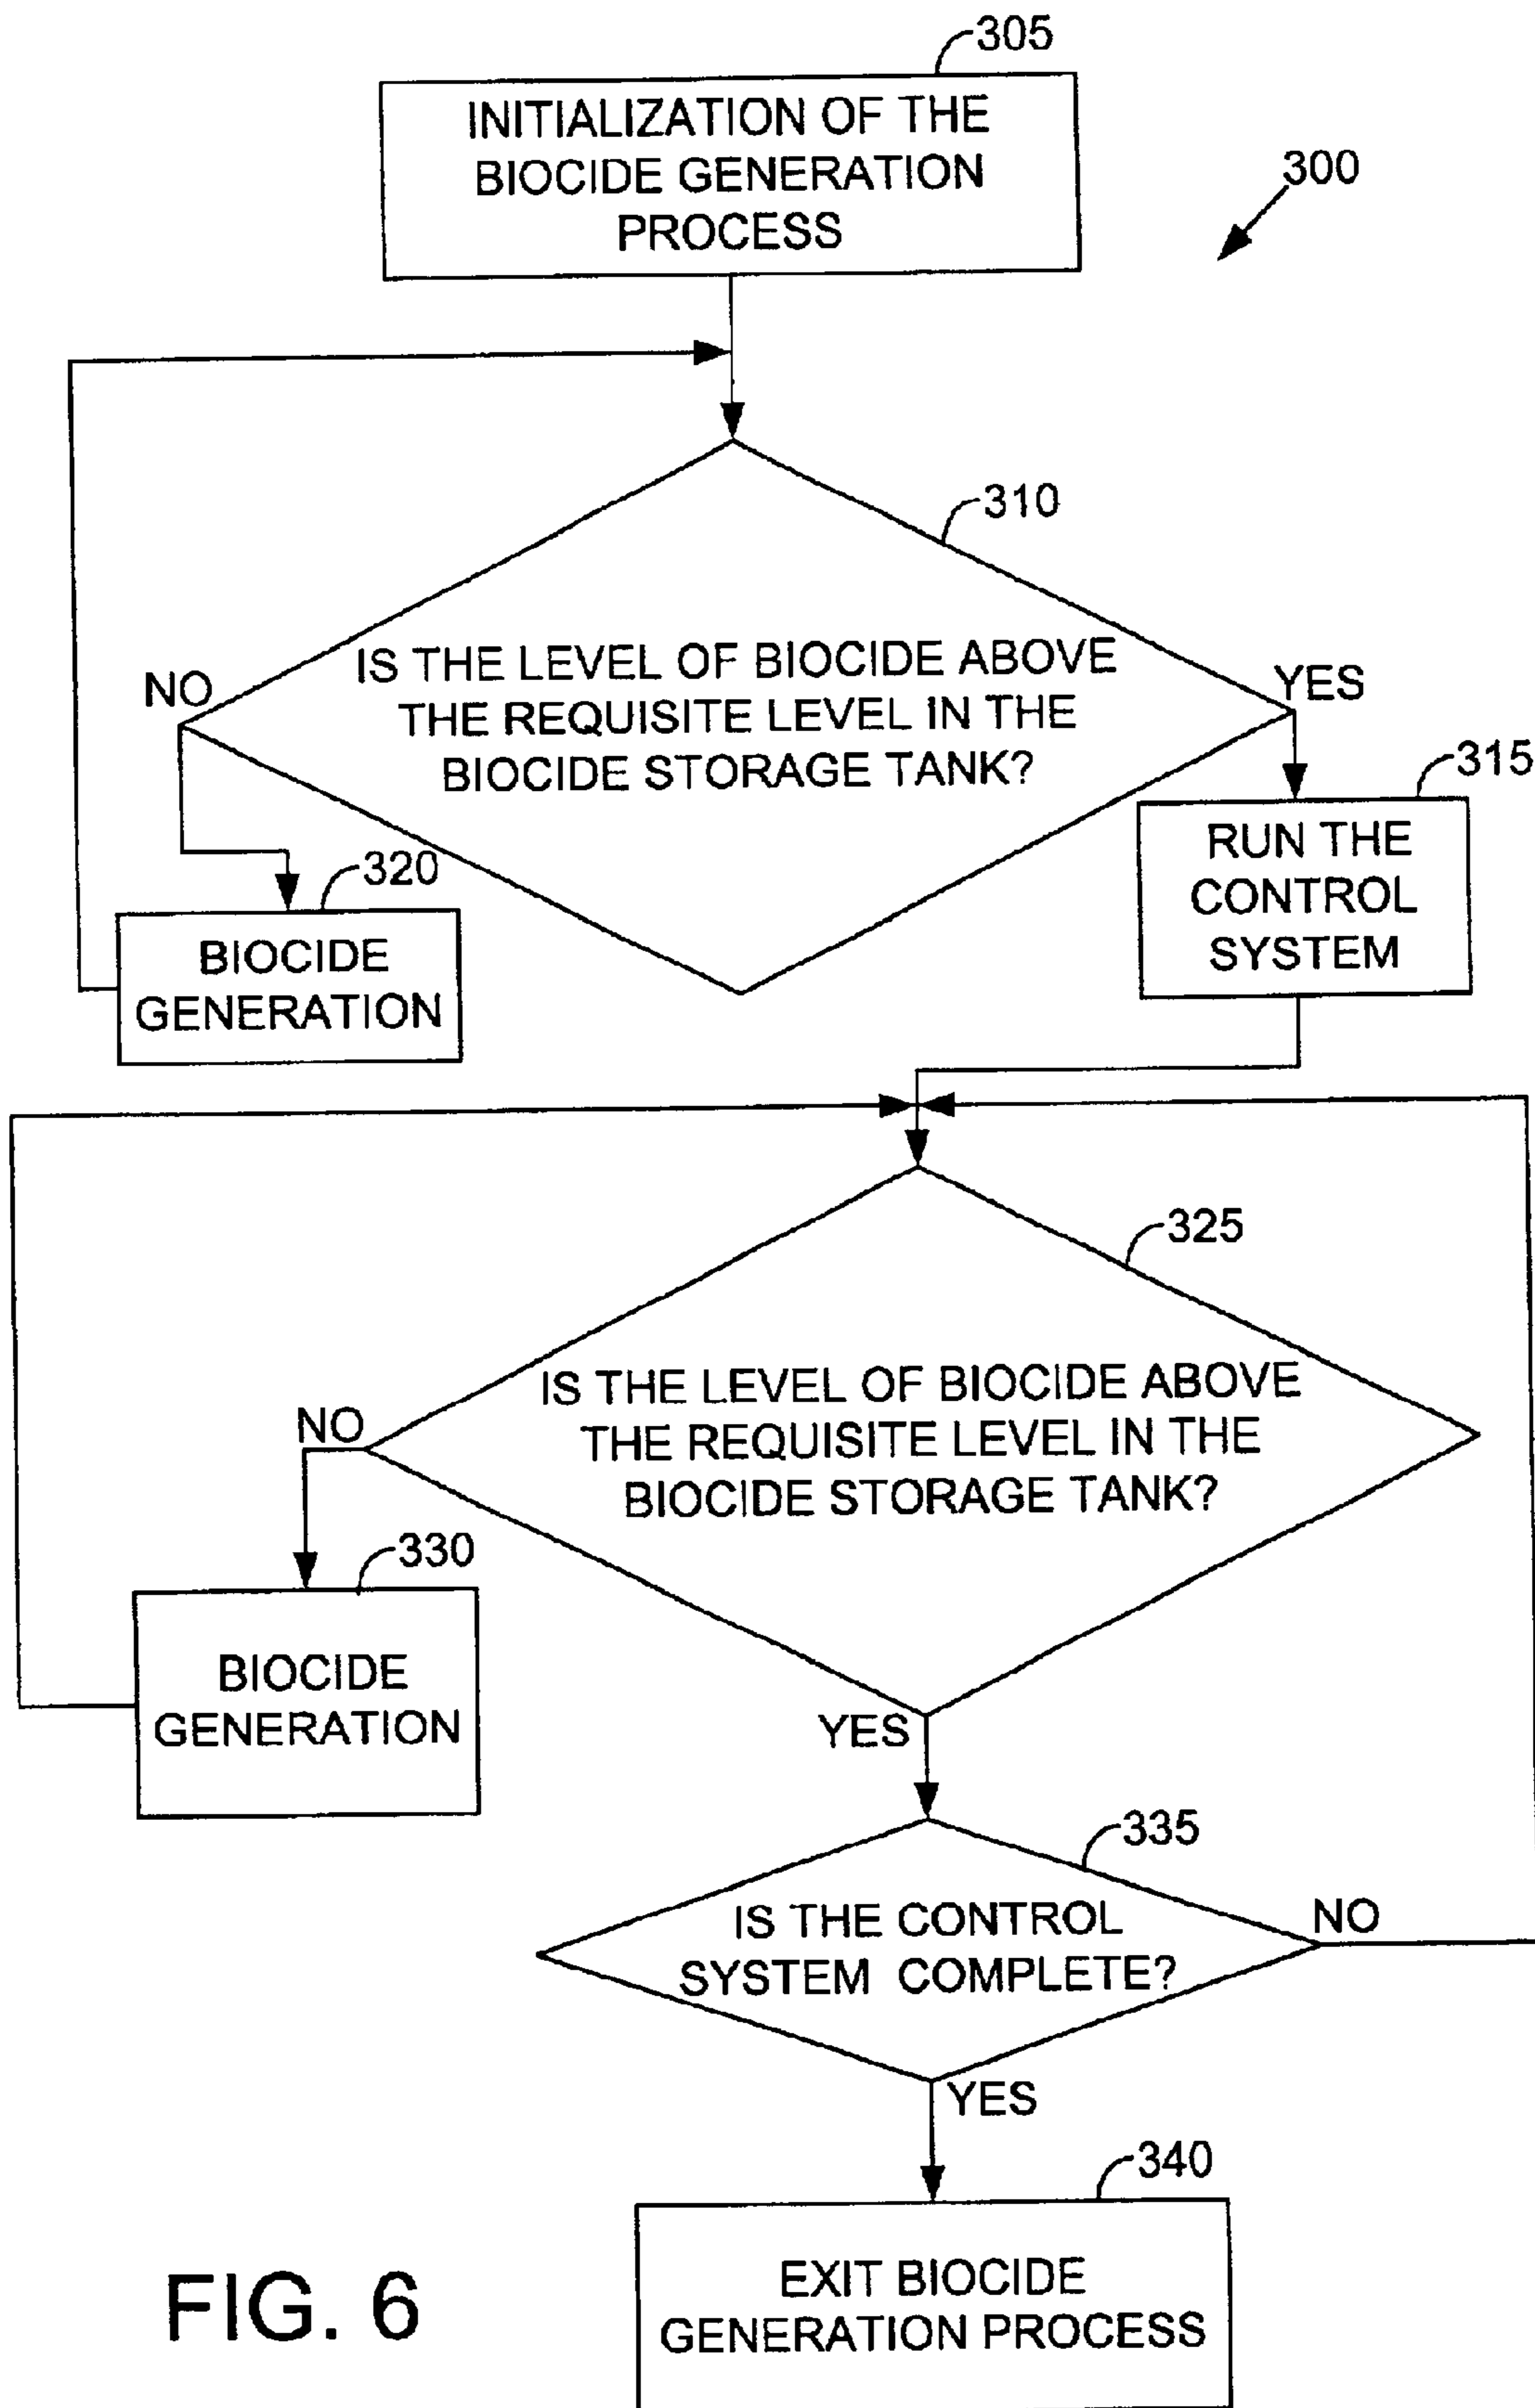 305
INITIALIZATION OF THE
BIOCIDE GENERATION
PROCESS
300
310
IS THE LEVEL OF BIOCIDE ABOVE
THE REQUISITE LEVEL IN THE
BIOCIDE STORAGE TANK?
NO
YES
315
RUN THE
CONTROL
SYSTEM
320
BIOCIDE
GENERATION
325
IS THE LEVEL OF BIOCIDE ABOVE
THE REQUISITE LEVEL IN THE
BIOCIDE STORAGE TANK?
NO
330
BIOCIDE
GENERATION
YES
335
IS THE CONTROL
SYSTEM COMPLETE?
NO
YES
340
EXIT BIOCIDE
GENERATION PROCESS
FIG. 6